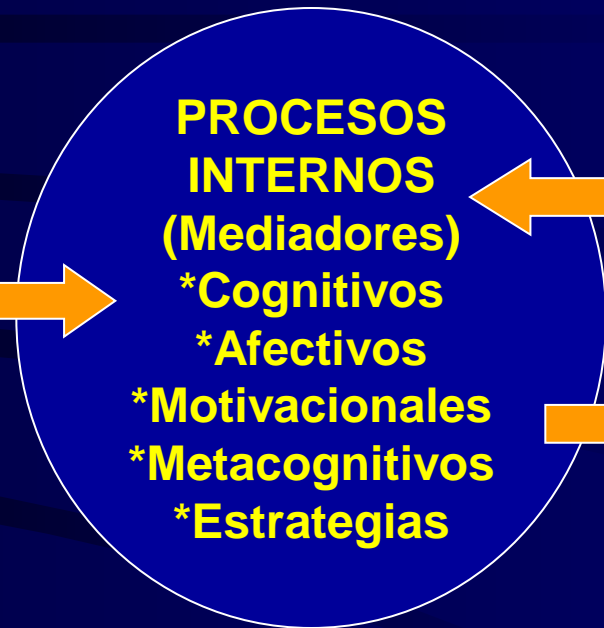 PROCESOS
INTERNOS
(Mediadores)
*Cognitivos
*Afectivos
*Motivacionales
*Metacognitivos
*Estrategias